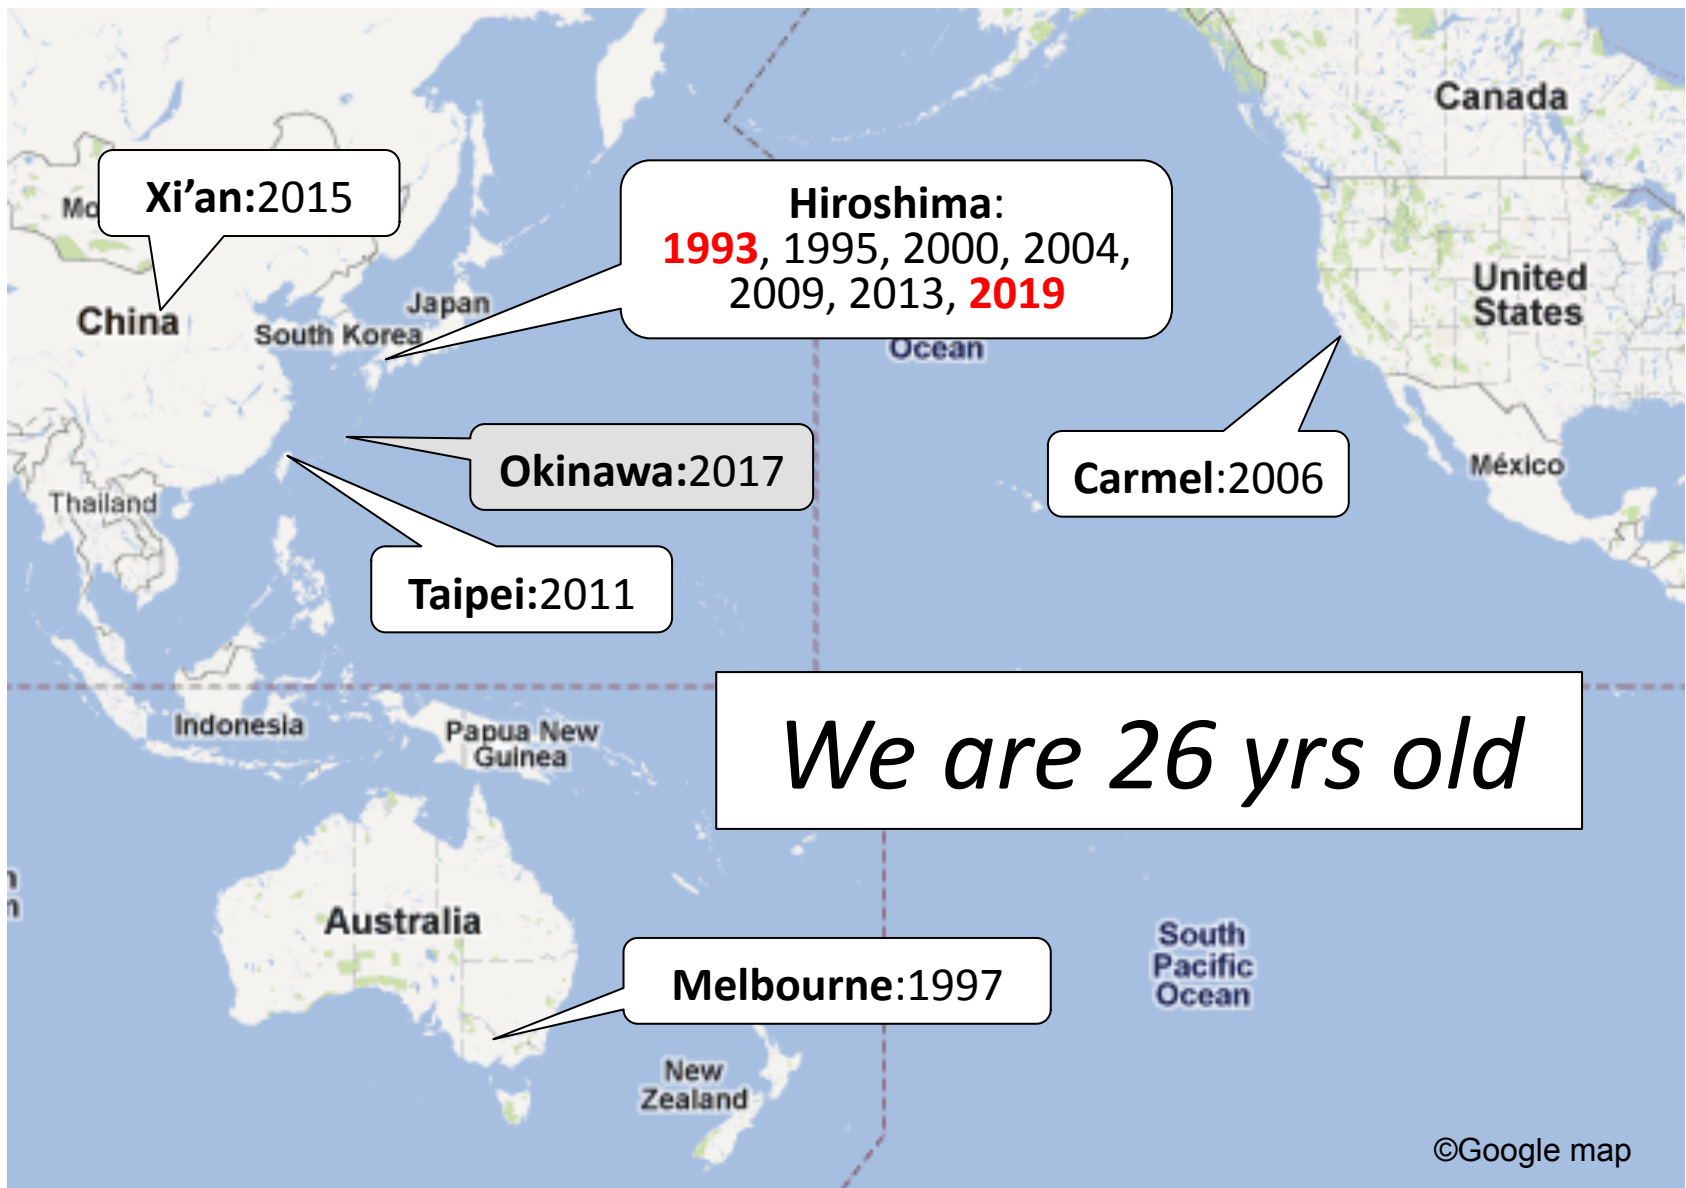 Canada
Xi’an:2015
Mo
Hiroshima:
1993, 1995, 2000, 2004,
2009, 2013, 2019
United
States
Japan
China
South Korea
Ocean
Okinawa:2017
Carmel:2006
México
Thailand
Taipei:2011
Indonesia
Papua New
Guinea
We are 26 yrs old
n
n
Australia
South
Pacific
Ocean
Melbourne:1997
New
Zealand
©Google map